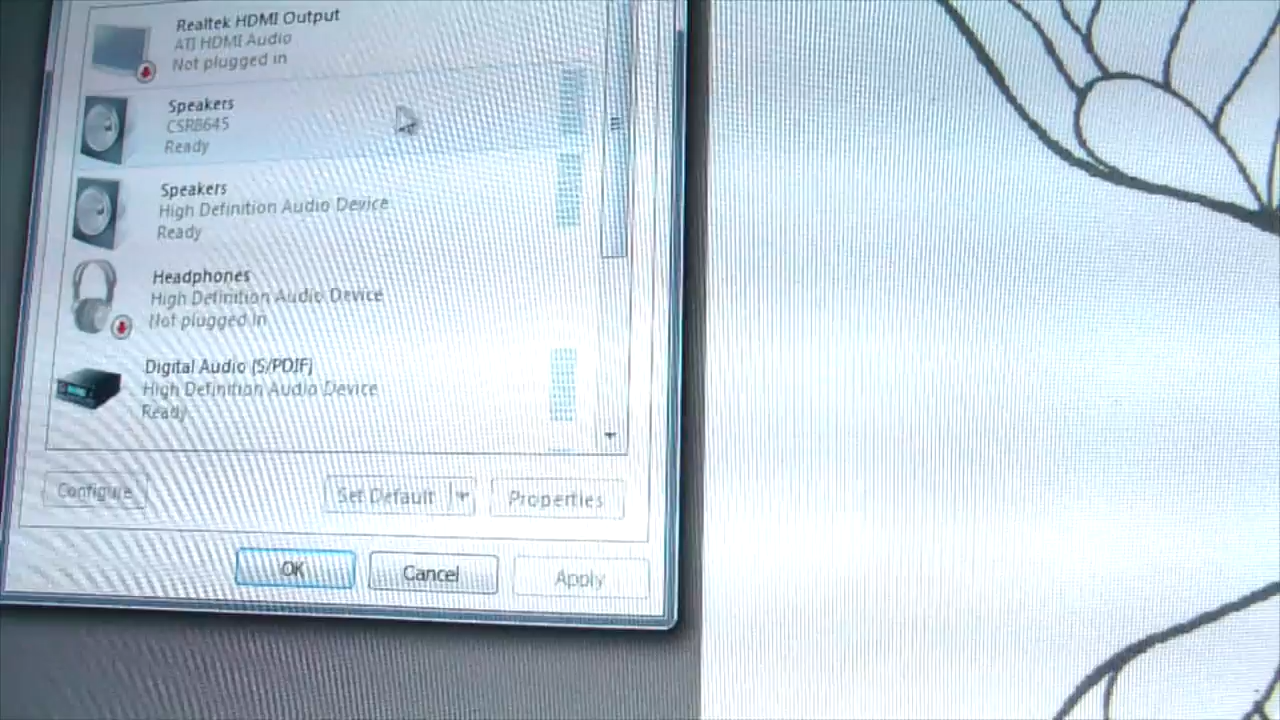 Realtek HDMI Output
ATI HDMI Audio
Not plugged in
Speakers
CSR8645
Ready
Speakers
High Definition Audio Device
Ready
Headphones
High Definition Audio Device
Not plugged in
Digital Audio (S/PDIF)
High Definition Audio Device
Ready
Configure
Set Default
Properties
OK
Cancel
Apply